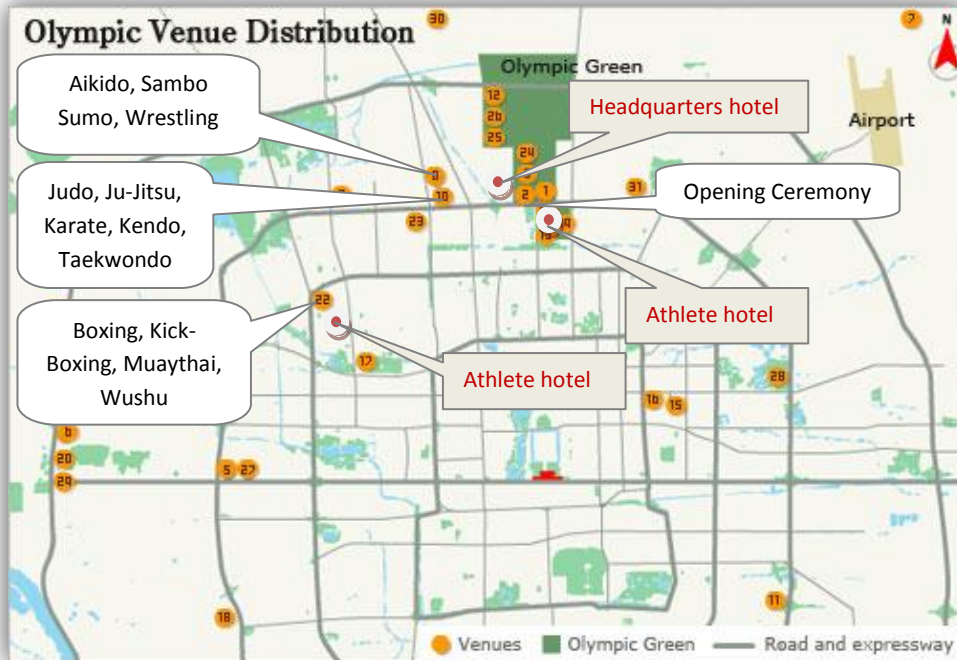 Olympic Venue Distribution
30
7
N
Olympic Green
Aikido, Sambo
Sumo, Wrestling
12
26
25
Headquarters hotel
Airport
24
Judo, Ju-Jitsu,
Karate, Kendo,
Taekwondo
10
2
1
31
Opening Ceremony
23
Athlete hotel
22
Boxing, Kick-
Boxing, Muaythai,
Wushu
17
Athlete hotel
28
16
15
6
20
29
5
27
18
11
Venues
Olympic Green
Road and expressway